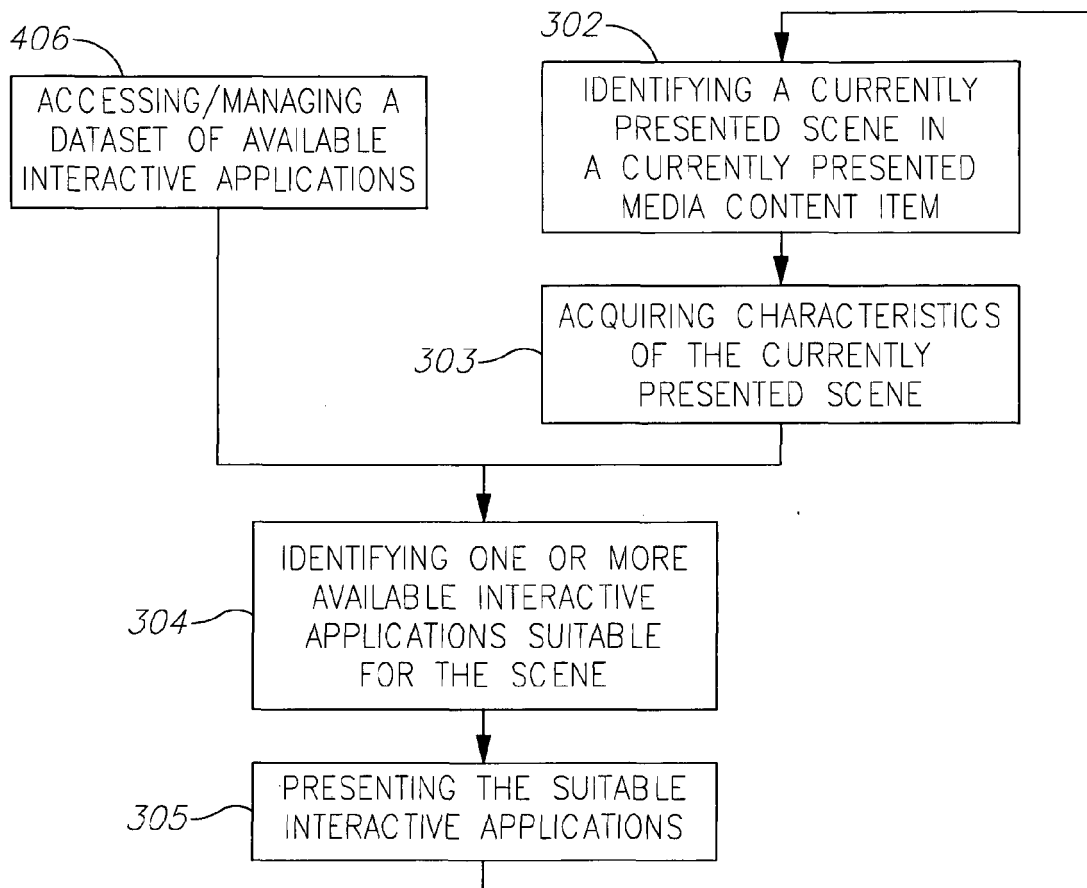 406
ACCESSING/MANAGING A
DATASET OF AVAILABLE
INTERACTIVE APPLICATIONS
302
IDENTIFYING A CURRENTLY
PRESENTED SCENE IN
A CURRENTLY PRESENTED
MEDIA CONTENT ITEM
303
ACQUIRING CHARACTERISTICS
OF THE CURRENTLY
PRESENTED SCENE
304
IDENTIFYING ONE OR MORE
AVAILABLE INTERACTIVE
APPLICATIONS SUITABLE
FOR THE SCENE
305
PRESENTING THE SUITABLE
INTERACTIVE APPLICATIONS